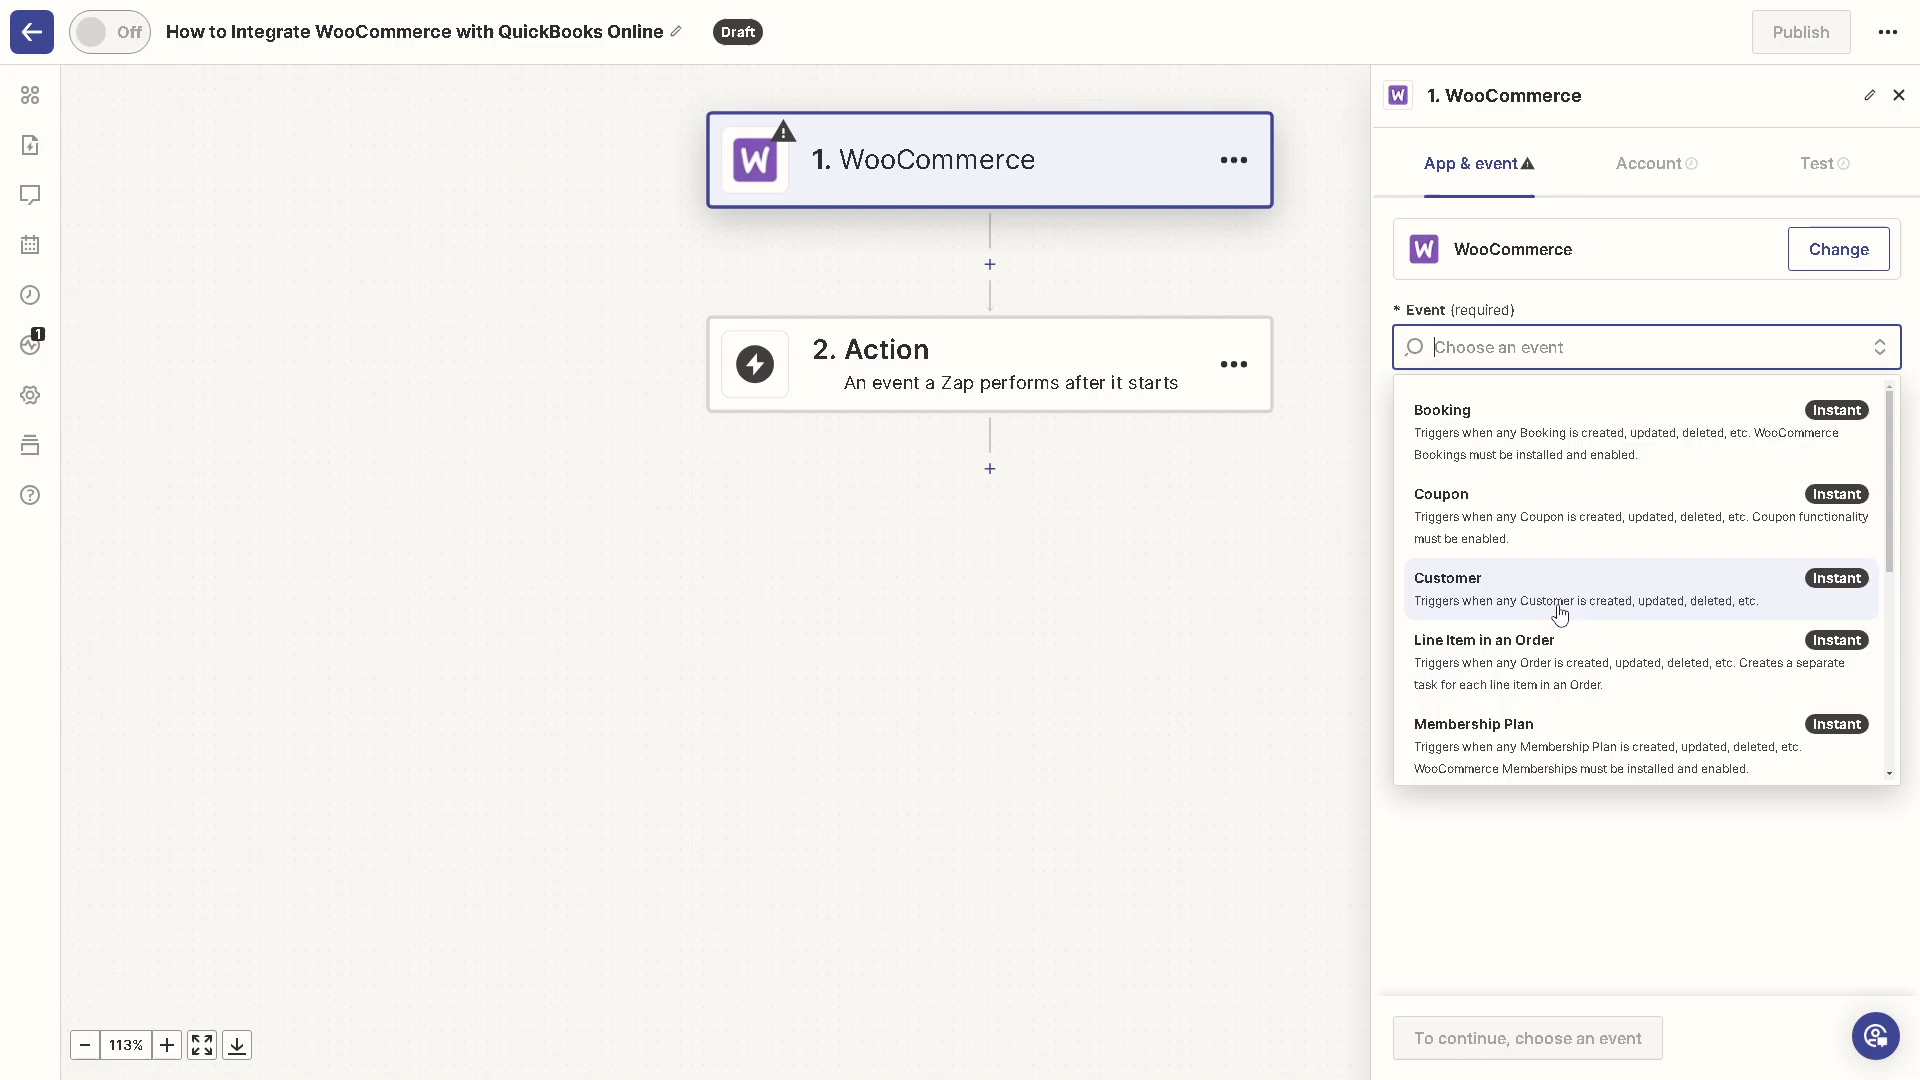 Off
How to Integrate WooCommerce with QuickBooks Online
Draft
Publish
1
1. WooCommerce
2. Action
An event a Zap performs after it starts
113%
1. WooCommerce
App & event
Account
Test
WooCommerce
Change
* Event (required)
Choose an event
Booking
Instant
Triggers when any Booking is created, updated, deleted, etc. WooCommerce
Bookings must be installed and enabled.
Coupon
Instant
Triggers when any Coupon is created, updated, deleted, etc. Coupon functionality
must be enabled.
Customer
Instant
Triggers when any Customer is created, updated, deleted, etc.
Line Item in an Order
Instant
Triggers when any Order is created, updated, deleted, etc. Creates a separate
task for each line item in an Order.
Membership Plan
Instant
Triggers when any Membership Plan is created, updated, deleted, etc.
WooCommerce Memberships must be installed and enabled.
To continue, choose an event